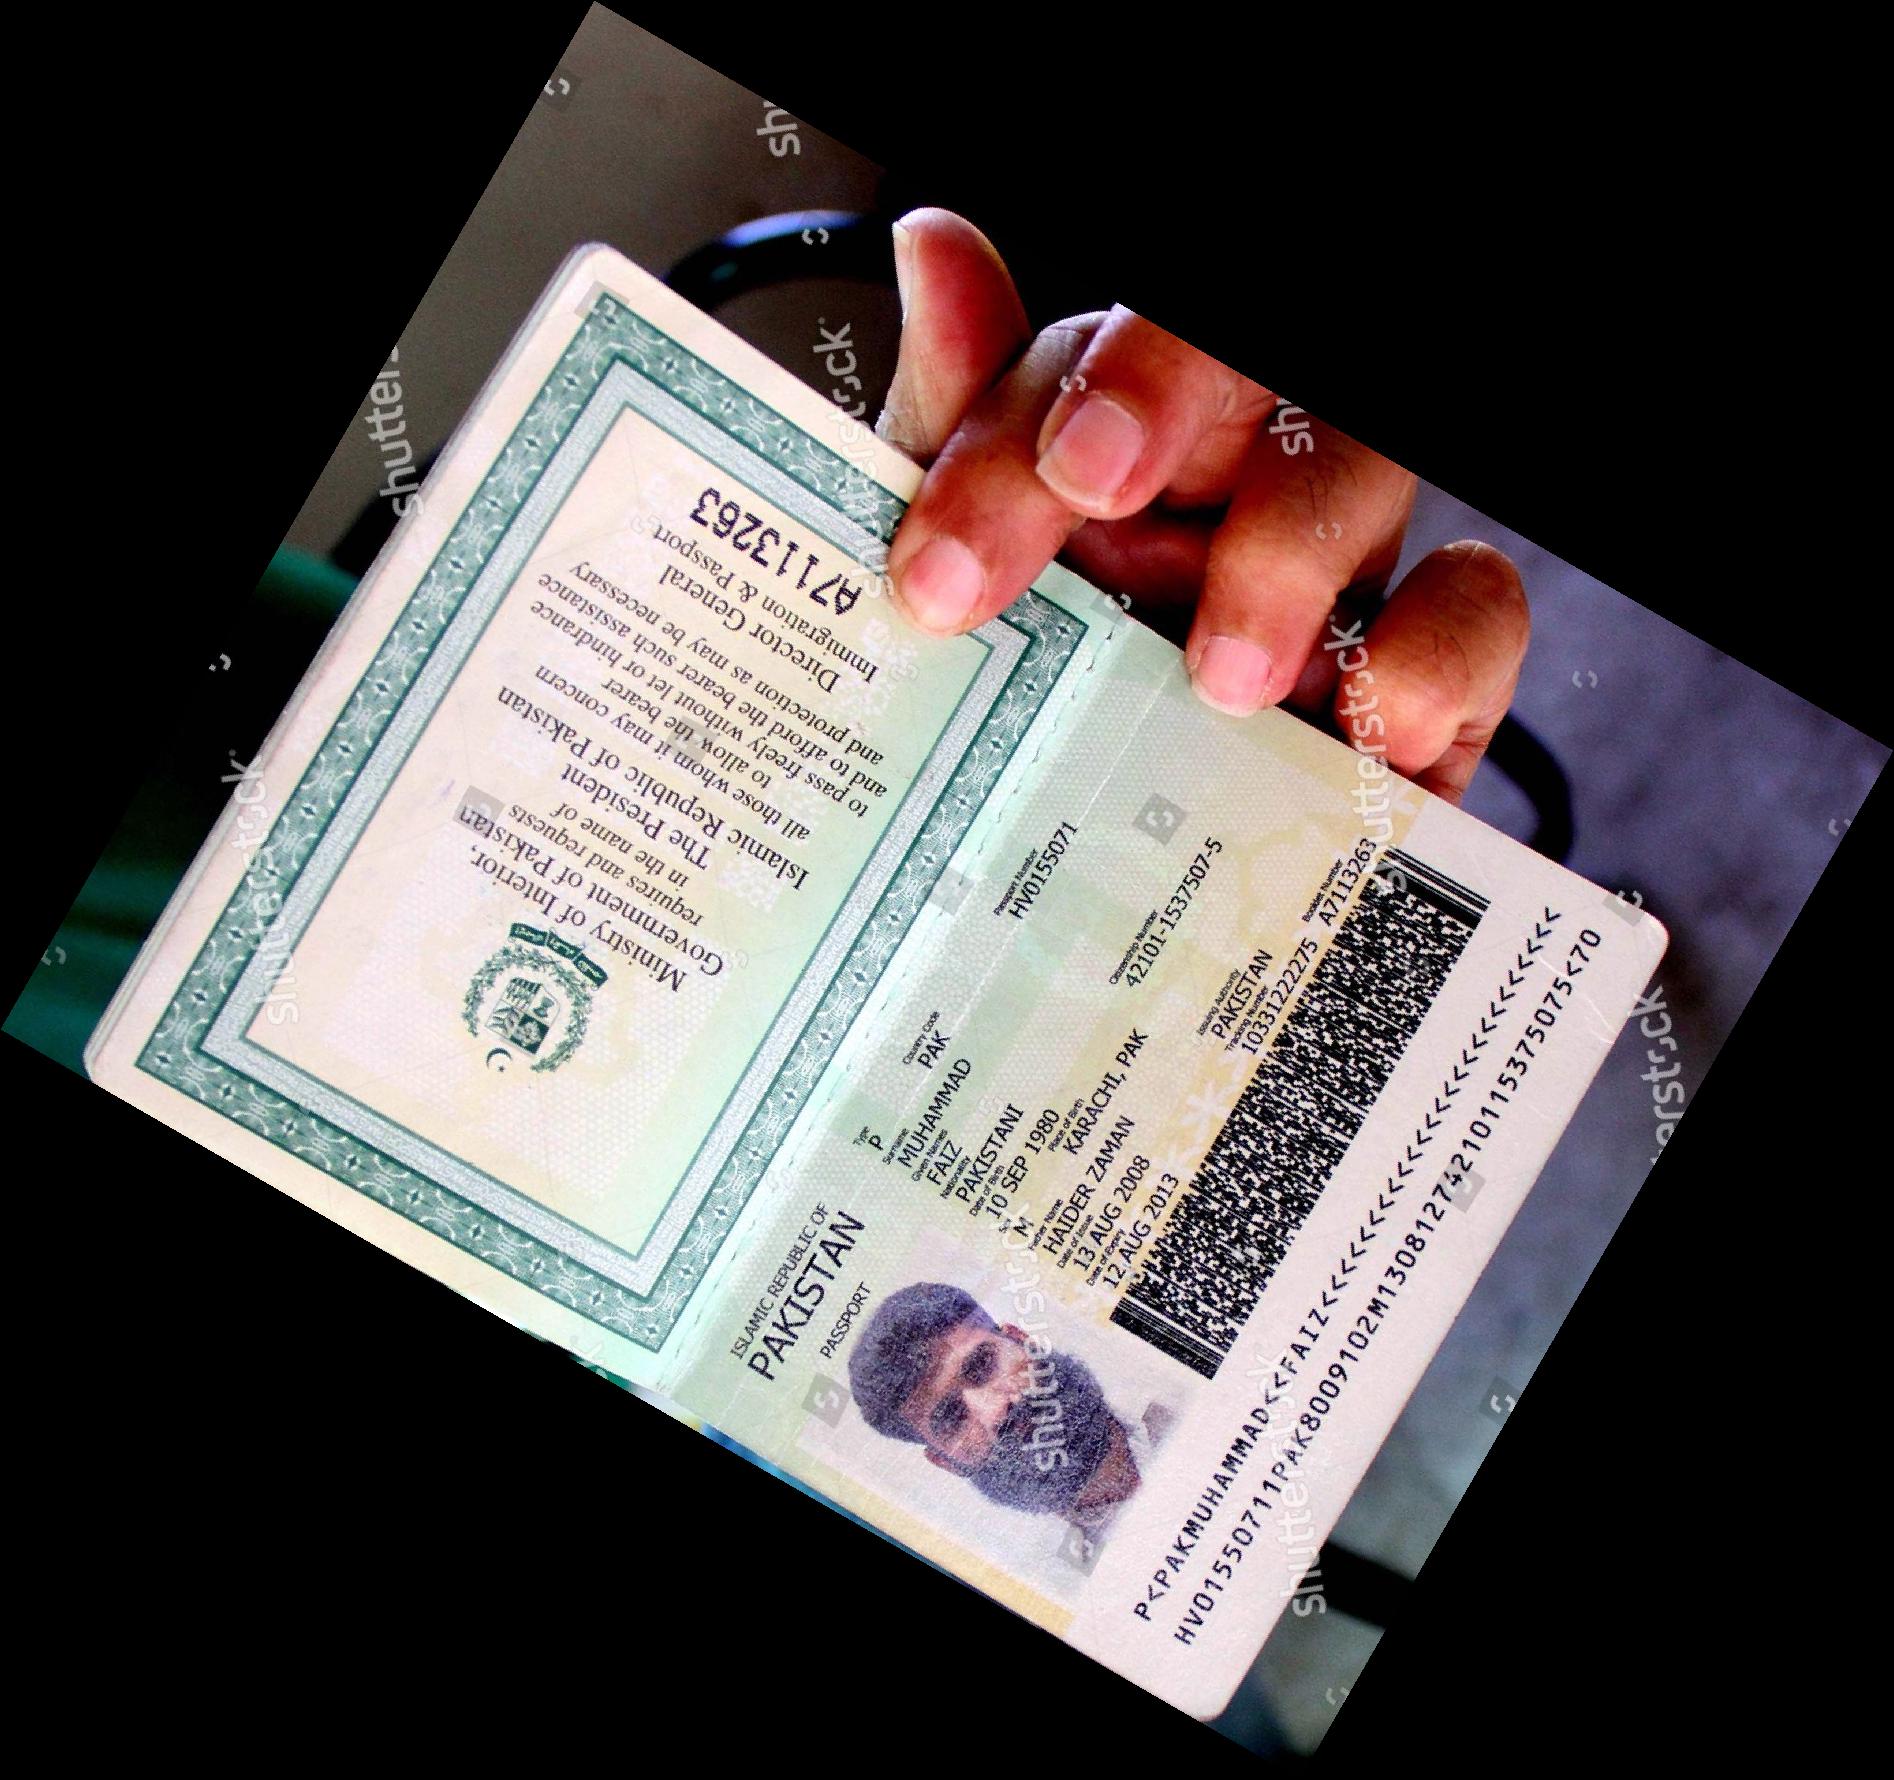 Ministry of Interior,
Government of Pakistan
requires and requests
in the name of
The President
Islamic Republic of Pakistan
all those whom it may concern
to allow the bearer
to pass freely without let or hindrance
and to afford the bearer such assistance
and protection as may be necessary
Director General
Immigration & Passport
A7113263
ISLAMIC REPUBLIC OF
PAKISTAN
PASSPORT
Type
P
Country Code
PAK
Passport Number
HV0155071
Surname
MUHAMMAD
Given Names
FAIZ
Nationality
PAKISTANI
Date of Birth
10 SEP 1980
Citizenship Number
42101-1537507-5
Sex
M
Place of Birth
KARACHI, PAK
Father Name
HAIDER ZAMAN
Date of Issue
13 AUG 2008
Issuing Authority
PAKISTAN
Date of Expiry
12 AUG 2013
Tracking Number
10331222275
Booklet Number
A7113263
P<PAKMUHAMMAD<<FAIZ<<<<<<<<<<<<<<<<<<<<<<<<<
HV01550711PAK8009102M13081274210115375075<70
shutterstock